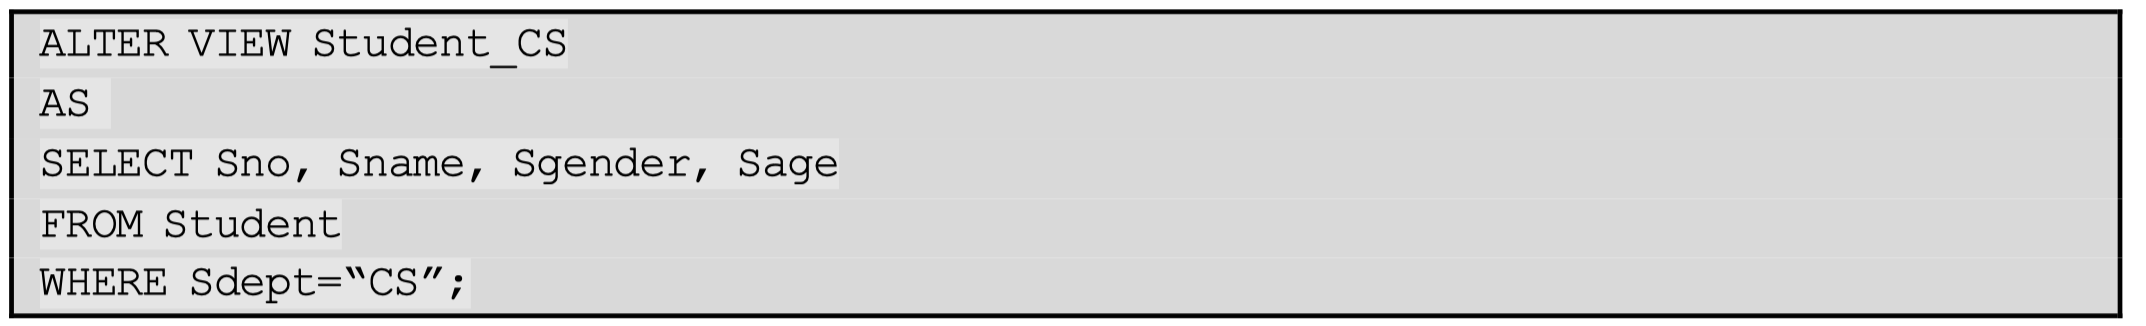 ALTER VIEW Student_CS
AS
SELECT Sno, Sname, Sgender, Sage
FROM Student
WHERE Sdept=“CS”;